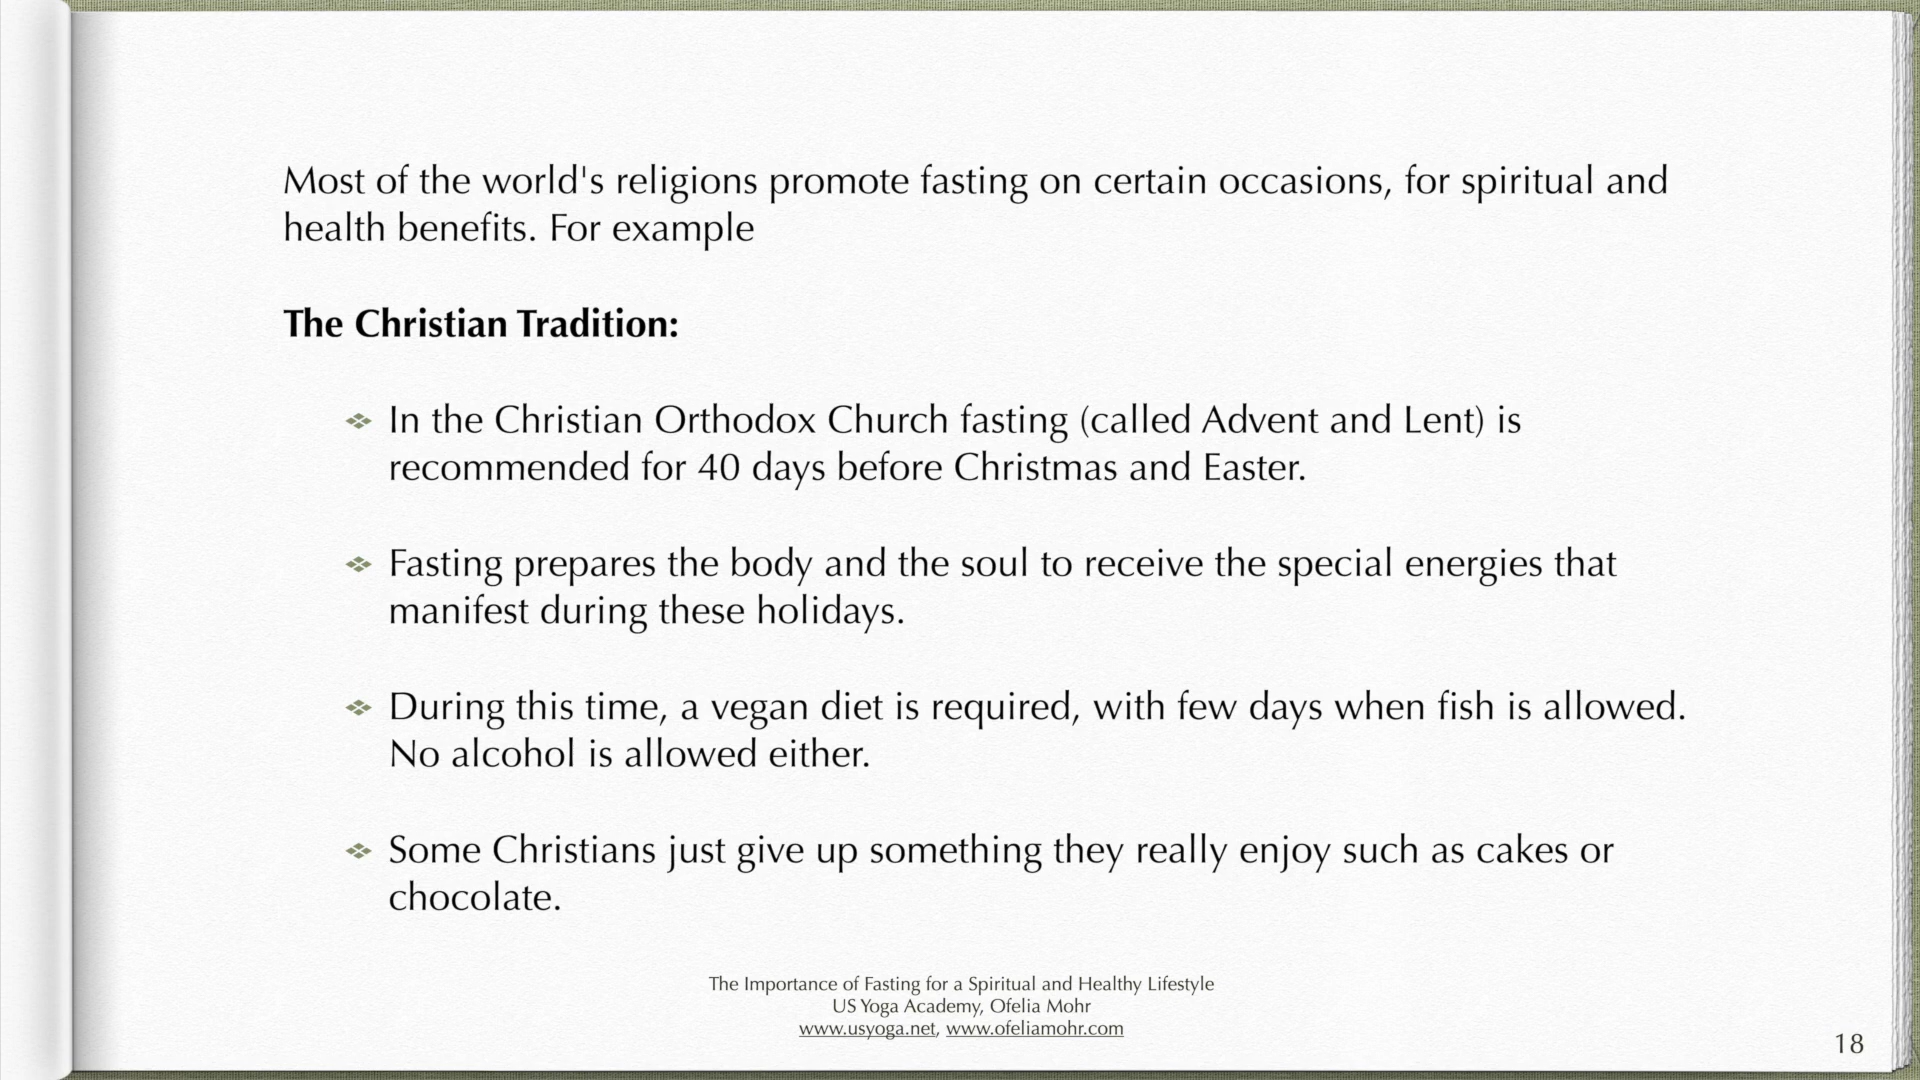 Most of the world's religions promote fasting on certain occasions, for spiritual and
health benefits. For example
The Christian Tradition:
In the Christian Orthodox Church fasting (called Advent and Lent) is
recommended for 40 days before Christmas and Easter.
Fasting prepares the body and the soul to receive the special energies that
manifest during these holidays.
During this time, a vegan diet is required, with few days when fish is allowed.
No alcohol is allowed either.
Some Christians just give up something they really enjoy such as cakes or
chocolate.
The Importance of Fasting for a Spiritual and Healthy Lifestyle
US Yoga Academy, Ofelia Mohr
www.usyoga.net, www.ofeliamohr.com
18